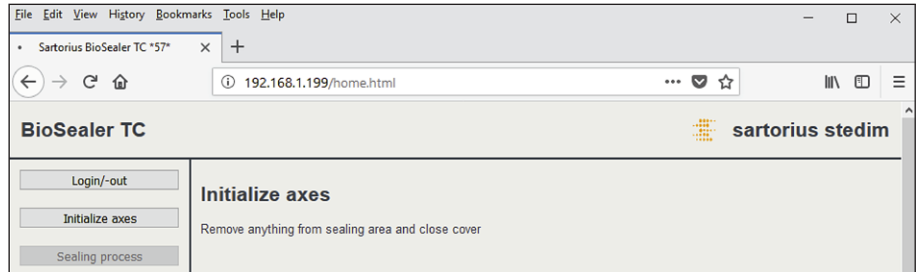 File Edit View History Bookmarks Tools Help
Sartorius BioSealer TC *57*
192.168.1.199/home.html
BioSealer TC
sartorius stedim
Login/-out
Initialize axes
Initialize axes
Remove anything from sealing area and close cover
Sealing process